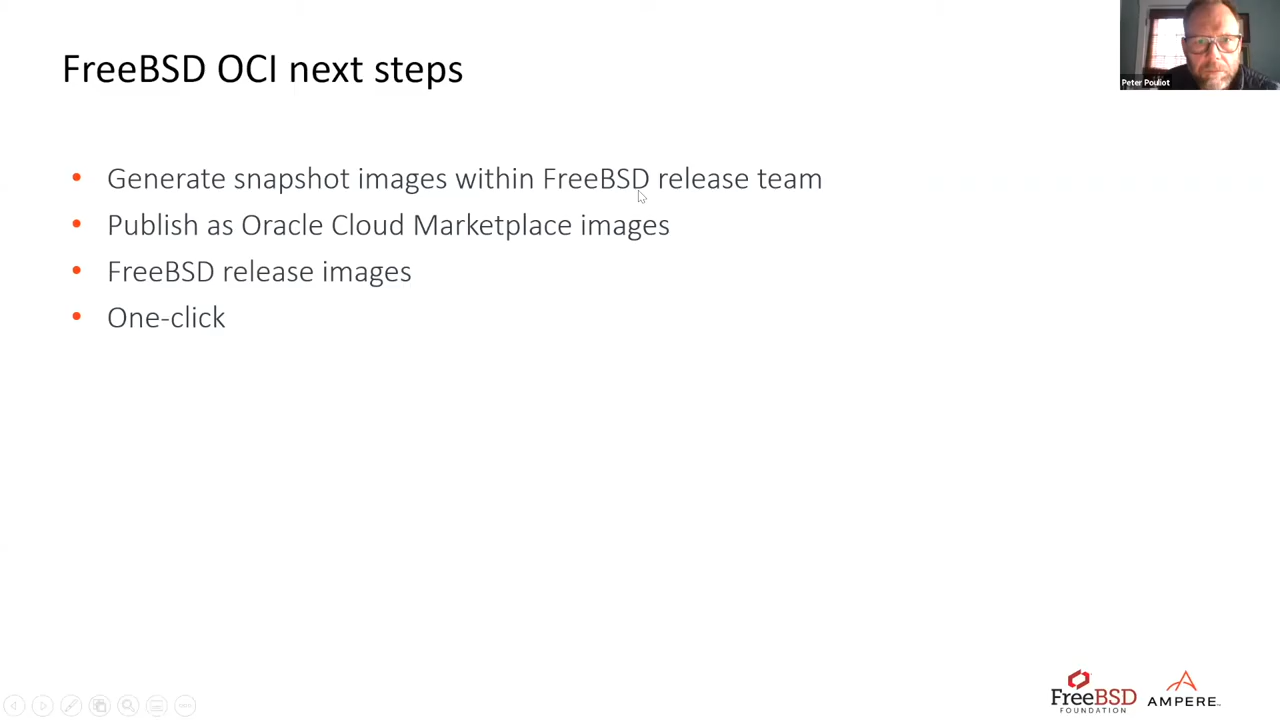 FreeBSD OCI next steps
Peter Pouliot
• Generate snapshot images within FreeBSD release team
• Publish as Oracle Cloud Marketplace images
• FreeBSD release images
• One-click
FreeBSD
FOUNDATION
AMPERE™